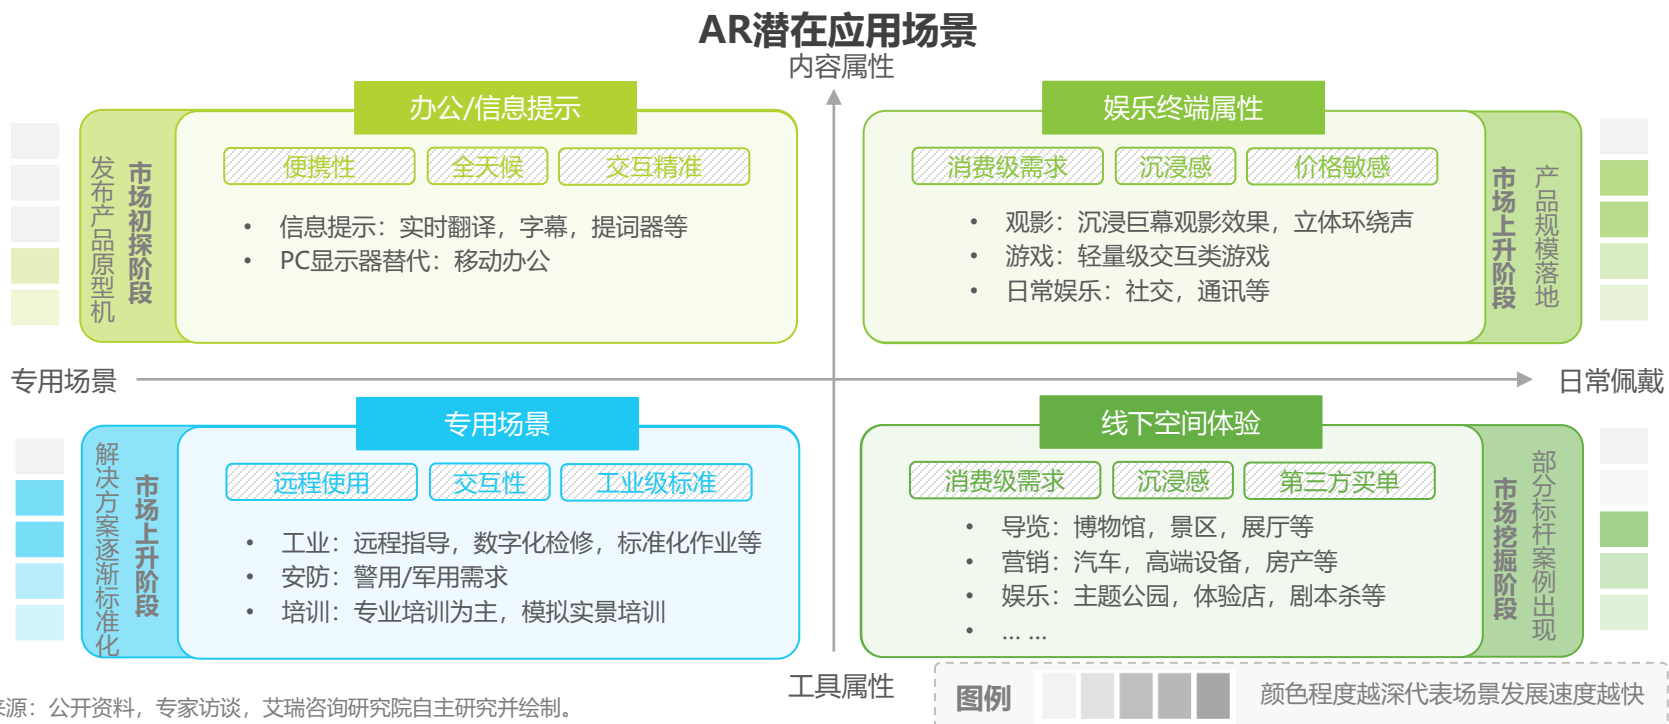 AR潜在应用场景
内容属性
办公/信息提示
便携性
全天候
交互精准
信息提示：实时翻译，字幕，提词器等
PC显示器替代：移动办公
发布产品原型机
市场初探阶段
娱乐终端属性
消费级需求
沉浸感
价格敏感
观影：沉浸巨幕观影效果，立体环绕声
游戏：轻量级交互类游戏
日常娱乐：社交，通讯等
市场上升阶段
产品规模落地
专用场景
日常佩戴
专用场景
远程使用
交互性
工业级标准
工业：远程指导，数字化检修，标准化作业等
安防：警用/军用需求
培训：专业培训为主，模拟实景培训
解决方案逐渐标准化
市场上升阶段
线下空间体验
消费级需求
沉浸感
第三方买单
导览：博物馆，景区，展厅等
营销：汽车，高端设备，房产等
娱乐：主题公园，体验店，剧本杀等
... ...
市场挖掘阶段
部分标杆案例出现
工具属性
图例
颜色程度越深代表场景发展速度越快
来源：公开资料，专家访谈，艾瑞咨询研究院自主研究并绘制。